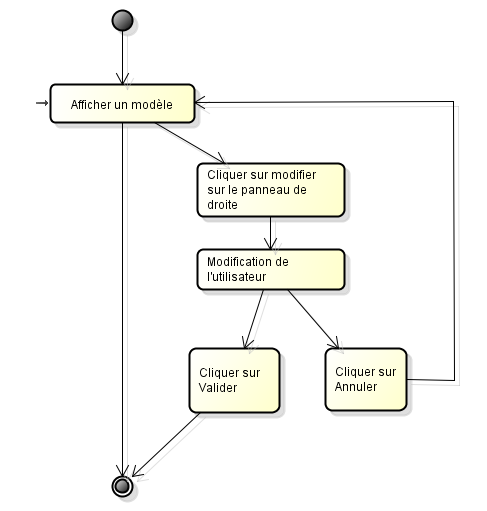 Afficher un modèle
Cliquer sur modifier
sur le panneau de
droite
Modification de
l'utilisateur
Cliquer sur
Valider
Cliquer sur
Annuler